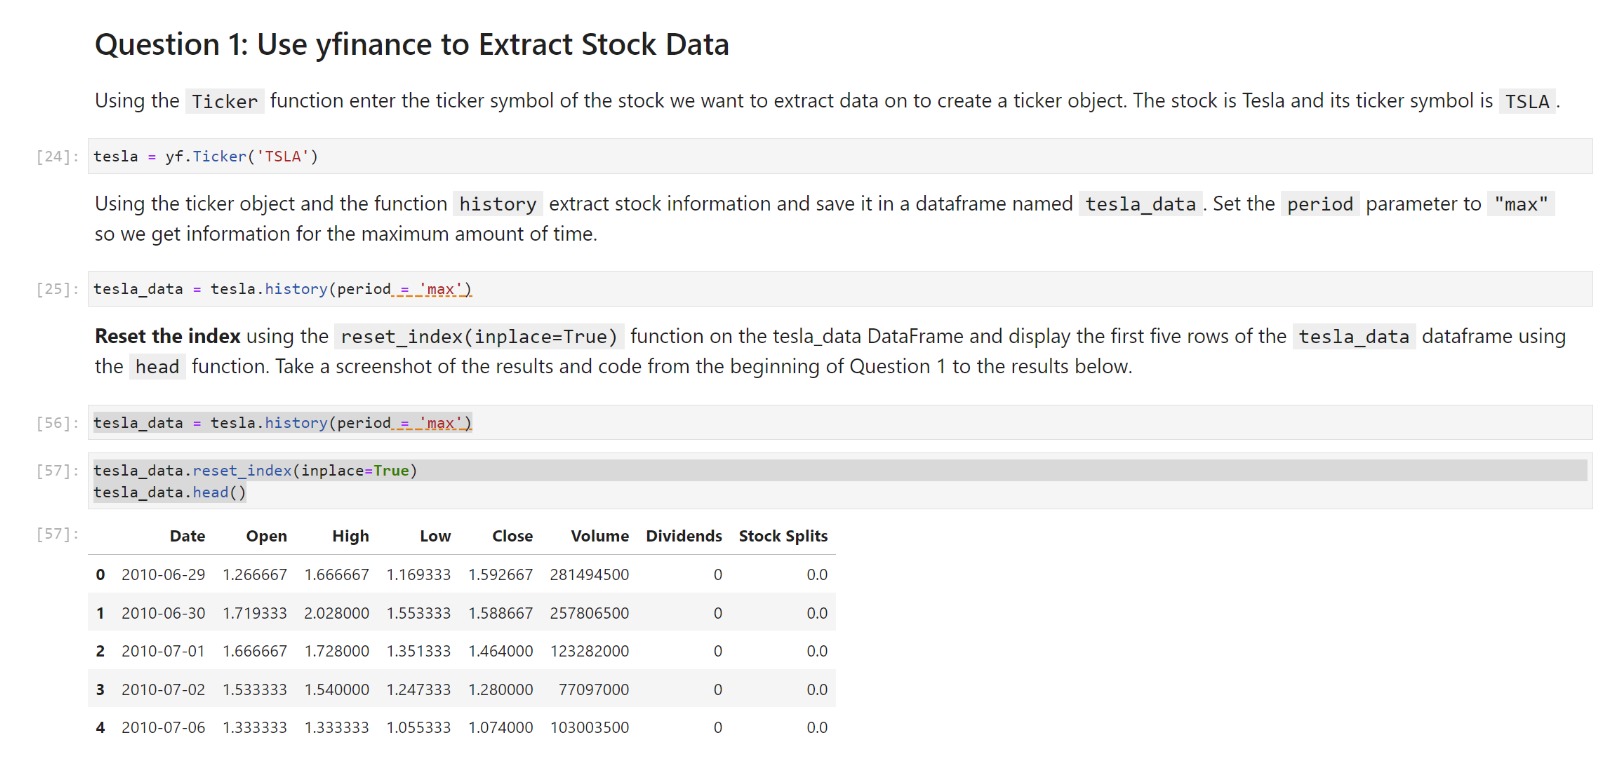 Question 1: Use yfinance to Extract Stock Data
Using the Ticker function enter the ticker symbol of the stock we want to extract data on to create a ticker object. The stock is Tesla and its ticker symbol is TSLA .
[24]: tesla = yf.Ticker('TSLA')
Using the ticker object and the function history extract stock information and save it in a dataframe named tesla_data . Set the period parameter to "max"
so we get information for the maximum amount of time.
[25]: tesla_data = tesla.history(period = 'max')
Reset the index using the reset_index(inplace=True) function on the tesla_data DataFrame and display the first five rows of the tesla_data dataframe using
the head function. Take a screenshot of the results and code from the beginning of Question 1 to the results below.
[56]: tesla_data = tesla.history(period = 'max')
[57]: tesla_data.reset_index(inplace=True)
tesla_data.head()
[57]: Date Open High Low Close Volume Dividends Stock Splits
0 2010-06-29 1.266667 1.666667 1.169333 1.592667 281494500 0 0.0
1 2010-06-30 1.719333 2.028000 1.553333 1.588667 257806500 0 0.0
2 2010-07-01 1.666667 1.728000 1.351333 1.464000 123282000 0 0.0
3 2010-07-02 1.533333 1.540000 1.247333 1.280000 77097000 0 0.0
4 2010-07-06 1.333333 1.333333 1.055333 1.074000 103003500 0 0.0